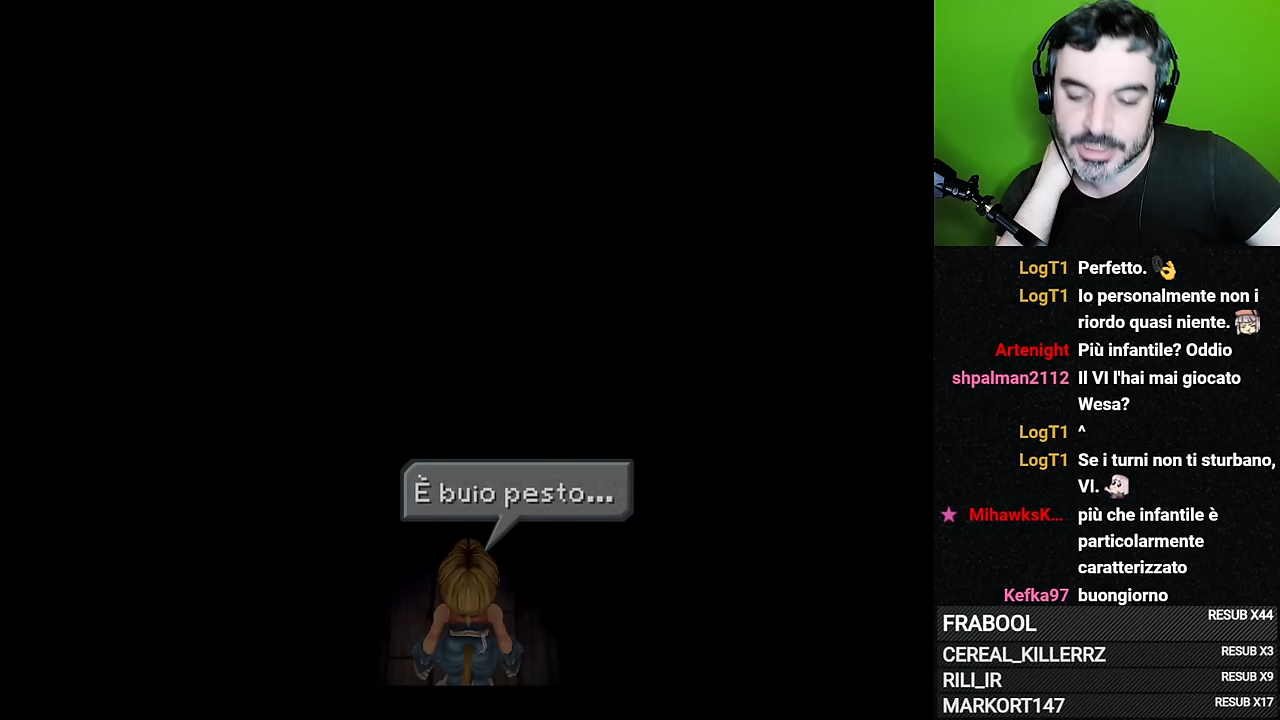 È buio pesto...
LogT1 Perfetto.
LogT1 Io personalmente non i
riordo quasi niente.
Artenight Più infantile? Oddio
shpalman2112 Il VI l'hai mai giocato
Wesa?
LogT1 ^
LogT1 Se i turni non ti sturbano,
VI.
MihawksK... più che infantile è
particolarmente
caratterizzato
Kefka97 buongiorno
FRABOOL RESUB X44
CEREAL_KILLERRZ RESUB X3
RILI_IR RESUB X9
MARKORT147 RESUB X17